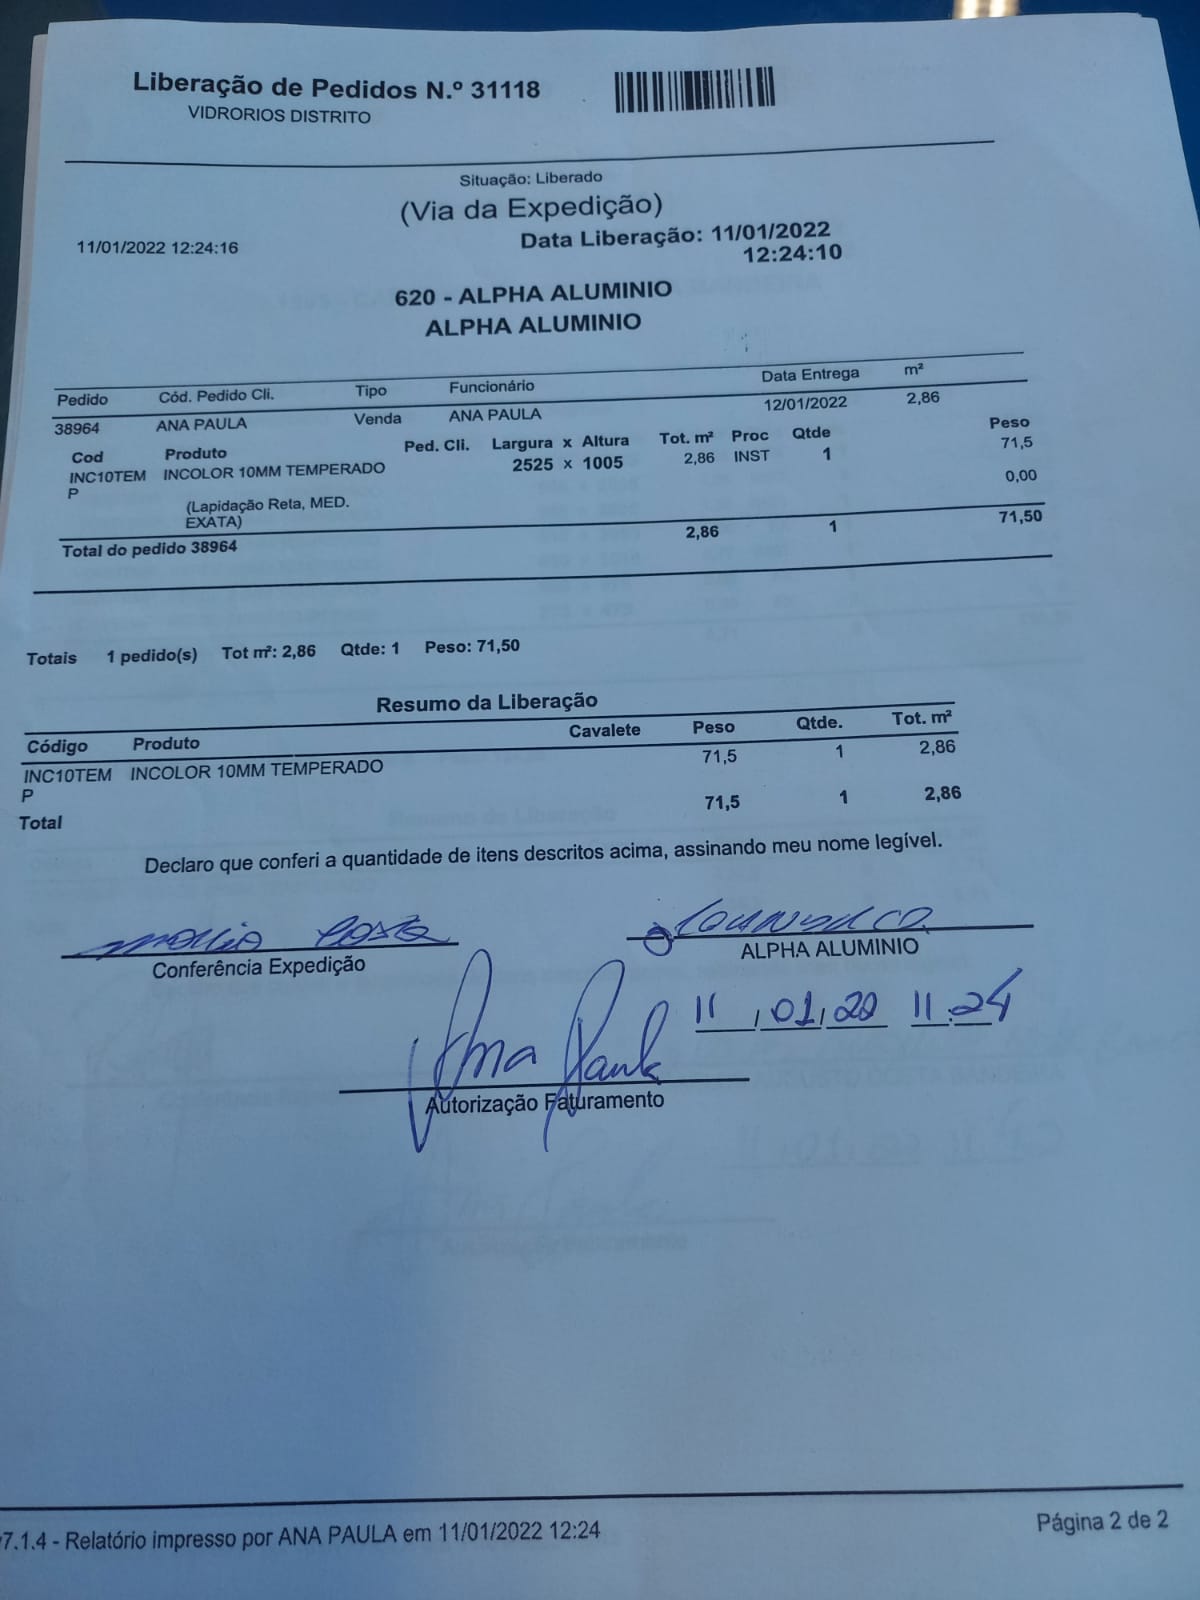 Liberação de Pedidos N.º 31118
VIDRORIOS DISTRITO
Situação: Liberado
(Via da Expedição)
11/01/2022 12:24:16
Data Liberação: 11/01/2022
12:24:10
620 - ALPHA ALUMINIO
ALPHA ALUMINIO
Pedido Cód. Pedido Cli. Tipo Funcionário Data Entrega m²
38964 ANA PAULA Venda ANA PAULA 12/01/2022 2,86
Cod Produto Ped. Cli. Largura x Altura Tot. m² Proc Qtde Peso
INC10TEM INCOLOR 10MM TEMPERADO 2525 x 1005 2,86 INST 1 71,5
P
(Lapidação Reta, MED. 0,00
EXATA)
Total do pedido 38964 2,86 1 71,50
Totais 1 pedido(s) Tot m²: 2,86 Qtde: 1 Peso: 71,50
Resumo da Liberação
Código Produto Cavalete Peso Qtde. Tot. m²
INC10TEM INCOLOR 10MM TEMPERADO 71,5 1 2,86
P
Total 71,5 1 2,86
Declaro que conferi a quantidade de itens descritos acima, assinando meu nome legível.
Costa
Conferência Expedição
ALPHA ALUMINIO
11/01/22 11:24
Ana Paula
Autorização Faturamento
v7.1.4 - Relatório impresso por ANA PAULA em 11/01/2022 12:24
Página 2 de 2